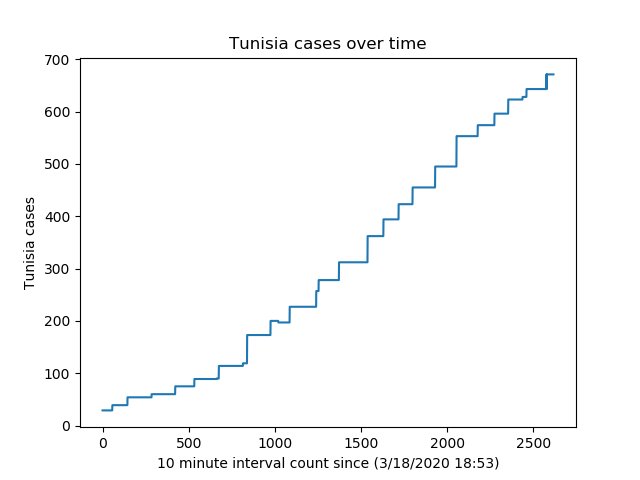 Tunisia cases over time
700
600
500
400
300
200
100
0
Tunisia cases
0 500 1000 1500 2000 2500
10 minute interval count since (3/18/2020 18:53)